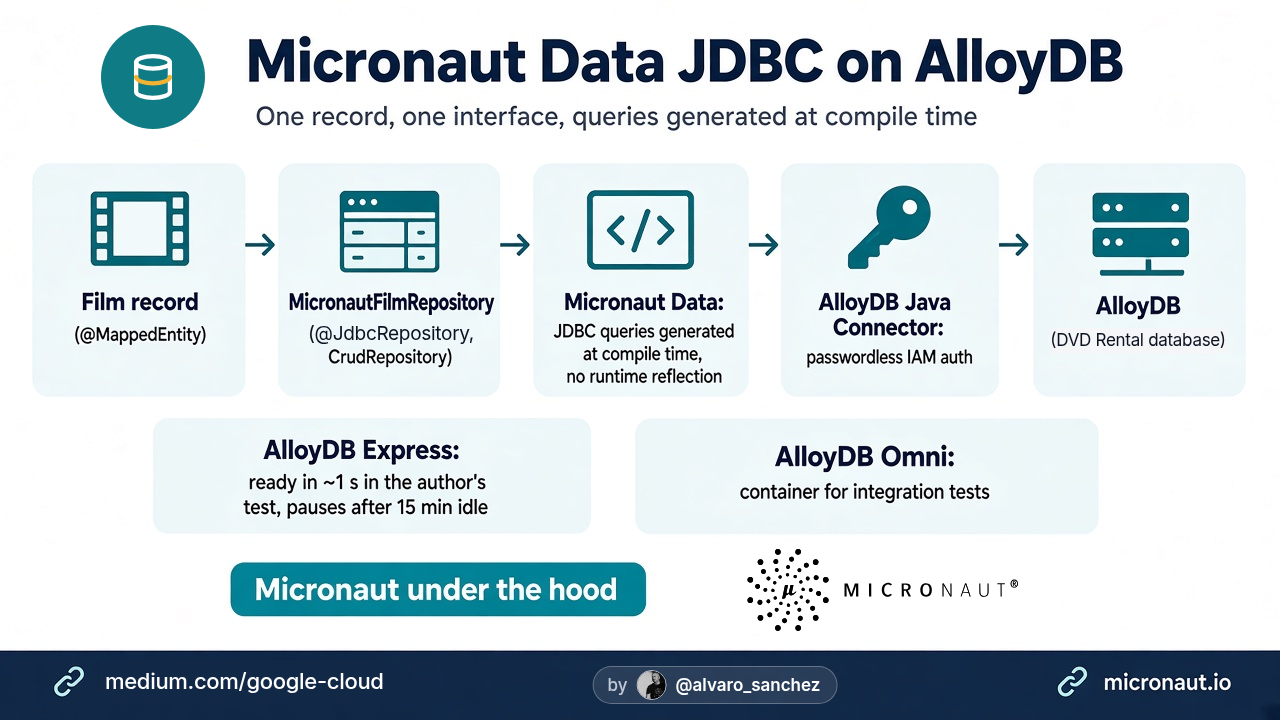 Micronaut Data JDBC on AlloyDB
One record, one interface, queries generated at compile time
Film record
(@MappedEntity)
MicronautFilmRepository
(@JdbcRepository,
CrudRepository)
Micronaut Data:
JDBC queries generated
at compile time,
no runtime reflection
AlloyDB Java
Connector:
passwordless IAM auth
AlloyDB
(DVD Rental database)
AlloyDB Express:
ready in ~1 s in the author's
test, pauses after 15 min idle
AlloyDB Omni:
container for integration tests
Micronaut under the hood
μ MICRONAUT®
medium.com/google-cloud
by @alvaro_sanchez
micronaut.io